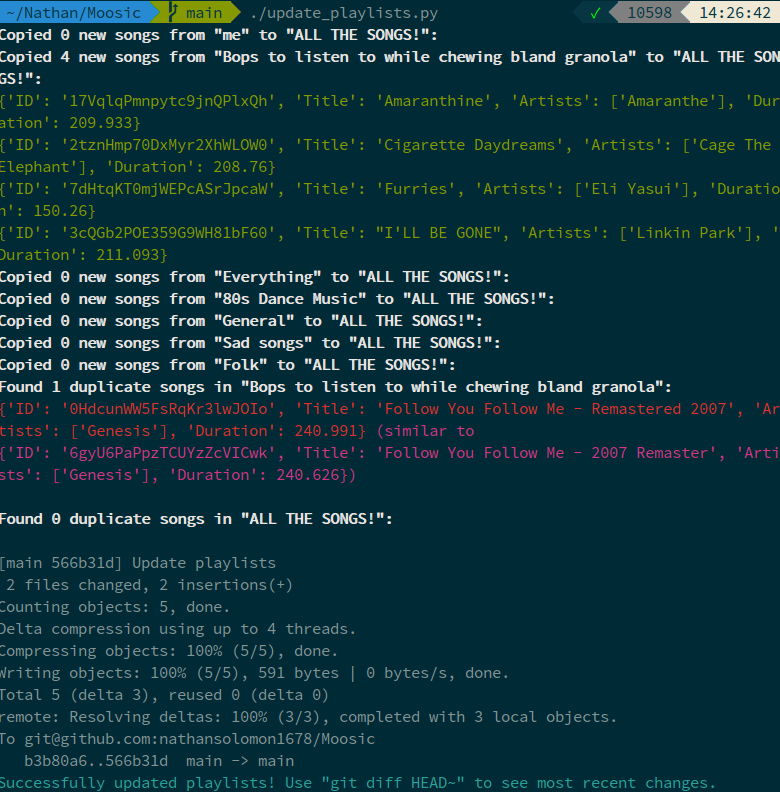 ~/Nathan/Moosic main ./update_playlists.py ✓ 10598 14:26:42
Copied 0 new songs from "me" to "ALL THE SONGS!":
Copied 4 new songs from "Bops to listen to while chewing bland granola" to "ALL THE SON
GS!":
{'ID': '17VqlqPmnpytc9jnQPlxQh', 'Title': 'Amaranthine', 'Artists': ['Amaranthe'], 'Dur
ation': 209.933}
{'ID': '2tznHmp70DxMyr2XhWLOW0', 'Title': 'Cigarette Daydreams', 'Artists': ['Cage The
Elephant'], 'Duration': 208.76}
{'ID': '7dHtqKT0mjWEPcASrJpcaW', 'Title': 'Furries', 'Artists': ['Eli Yasui'], 'Duratio
n': 150.26}
{'ID': '3cQGb2POE359G9WH81bF60', 'Title': "I'LL BE GONE", 'Artists': ['Linkin Park'], '
Duration': 211.093}
Copied 0 new songs from "Everything" to "ALL THE SONGS!":
Copied 0 new songs from "80s Dance Music" to "ALL THE SONGS!":
Copied 0 new songs from "General" to "ALL THE SONGS!":
Copied 0 new songs from "Sad songs" to "ALL THE SONGS!":
Copied 0 new songs from "Folk" to "ALL THE SONGS!":
Found 1 duplicate songs in "Bops to listen to while chewing bland granola":
{'ID': '0HdcunWW5FsRqKr3lwJOIo', 'Title': 'Follow You Follow Me - Remastered 2007', 'Ar
tists': ['Genesis'], 'Duration': 240.991} (similar to
{'ID': '6gyU6PaPpzTCUYzZcVICwk', 'Title': 'Follow You Follow Me - 2007 Remaster', 'Arti
sts': ['Genesis'], 'Duration': 240.626})
Found 0 duplicate songs in "ALL THE SONGS!":
[main 566b31d] Update playlists
2 files changed, 2 insertions(+)
Counting objects: 5, done.
Delta compression using up to 4 threads.
Compressing objects: 100% (5/5), done.
Writing objects: 100% (5/5), 591 bytes | 0 bytes/s, done.
Total 5 (delta 3), reused 0 (delta 0)
remote: Resolving deltas: 100% (3/3), completed with 3 local objects.
To git@github.com:nathansolomon1678/Moosic
b3b80a6..566b31d main -> main
Successfully updated playlists! Use "git diff HEAD~" to see most recent changes.